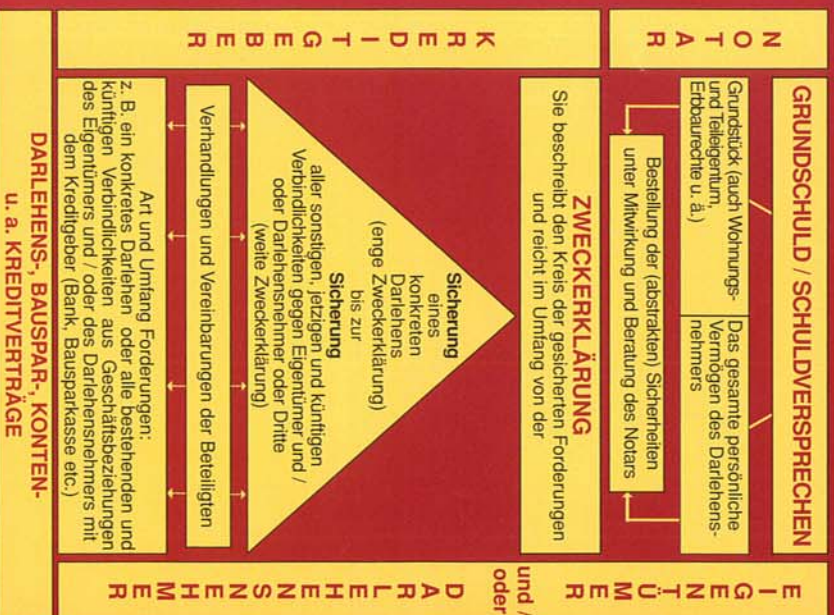 GRUNDSCHULD / SCHULDVERSPRECHEN
NOTAR
Grundstück (auch Wohnungs-
und Teileigentum,
Erbbaurechte u. ä.)
Das gesamte persönliche
Vermögen des Darlehens-
nehmers
Bestellung der (abstrakten) Sicherheiten
unter Mitwirkung und Beratung des Notars
EIGENTÜMER
und /
oder
DARLEHENSNEHMER
KREDITGEBER
ZWECKERKLÄRUNG
Sie beschreibt den Kreis der gesicherten Forderungen
und reicht im Umfang von der
Sicherung
eines
konkreten
Darlehens
(enge Zweckerklärung)
bis zur
Sicherung
aller sonstigen, jetzigen und künftigen
Verbindlichkeiten gegen Eigentümer und /
oder Darlehensnehmer oder Dritte
(weite Zweckerklärung)
Verhandlungen und Vereinbarungen der Beteiligten
Art und Umfang Forderungen:
z. B. ein konkretes Darlehen oder alle bestehenden und
künftigen Verbindlichkeiten aus Geschäftsbeziehungen
des Eigentümers und / oder des Darlehensnehmers mit
dem Kreditgeber (Bank, Bausparkasse etc.)
DARLEHENS-, BAUSPAR-, KONTEN-
u. a. KREDITVERTRÄGE